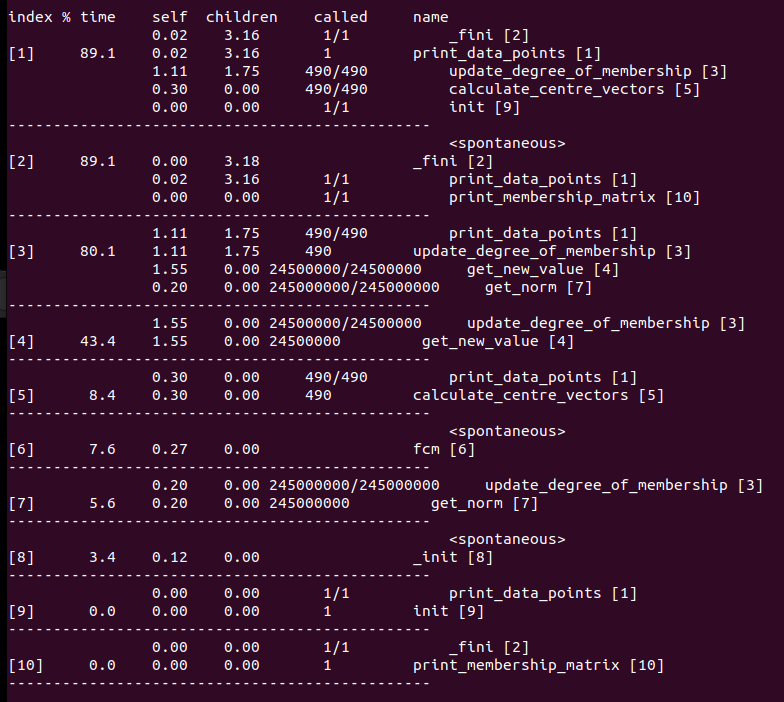 index % time    self  children    called     name
                0.02    3.16       1/1           _fini [2]
[1]     89.1    0.02    3.16       1         print_data_points [1]
                1.11    1.75     490/490         update_degree_of_membership [3]
                0.30    0.00     490/490         calculate_centre_vectors [5]
                0.00    0.00       1/1           init [9]
-----------------------------------------------
                                                 <spontaneous>
[2]     89.1    0.00    3.18                 _fini [2]
                0.02    3.16       1/1           print_data_points [1]
                0.00    0.00       1/1           print_membership_matrix [10]
-----------------------------------------------
                1.11    1.75     490/490         print_data_points [1]
[3]     80.1    1.11    1.75     490         update_degree_of_membership [3]
                1.55    0.00 24500000/24500000     get_new_value [4]
                0.20    0.00 245000000/245000000     get_norm [7]
-----------------------------------------------
                1.55    0.00 24500000/24500000     update_degree_of_membership [3]
[4]     43.4    1.55    0.00 24500000         get_new_value [4]
-----------------------------------------------
                0.30    0.00     490/490         print_data_points [1]
[5]      8.4    0.30    0.00     490         calculate_centre_vectors [5]
-----------------------------------------------
                                                 <spontaneous>
[6]      7.6    0.27    0.00                 fcm [6]
-----------------------------------------------
                0.20    0.00 245000000/245000000     update_degree_of_membership [3]
[7]      5.6    0.20    0.00 245000000         get_norm [7]
-----------------------------------------------
                                                 <spontaneous>
[8]      3.4    0.12    0.00                 _init [8]
-----------------------------------------------
                0.00    0.00       1/1           print_data_points [1]
[9]      0.0    0.00    0.00       1         init [9]
-----------------------------------------------
                0.00    0.00       1/1           _fini [2]
[10]     0.0    0.00    0.00       1         print_membership_matrix [10]
-----------------------------------------------